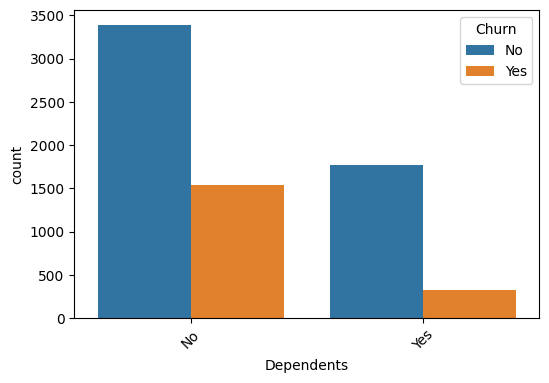 3500
3000
2500
2000
1500
1000
500
0
count
Churn
No
Yes
No
Yes
Dependents